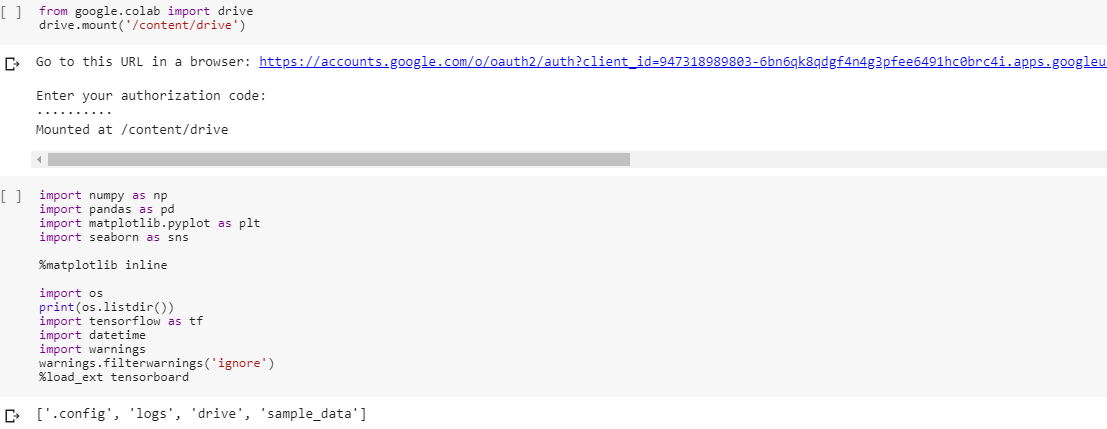 [ ] from google.colab import drive
drive.mount('/content/drive')
Go to this URL in a browser: https://accounts.google.com/o/oauth2/auth?client_id=947318989803-6bn6qk8qdgf4n4g3pfee6491hc0brc4i.apps.googleu
Enter your authorization code:
··········
Mounted at /content/drive
[ ] import numpy as np
import pandas as pd
import matplotlib.pyplot as plt
import seaborn as sns
%matplotlib inline
import os
print(os.listdir())
import tensorflow as tf
import datetime
import warnings
warnings.filterwarnings('ignore')
%load_ext tensorboard
['.config', 'logs', 'drive', 'sample_data']